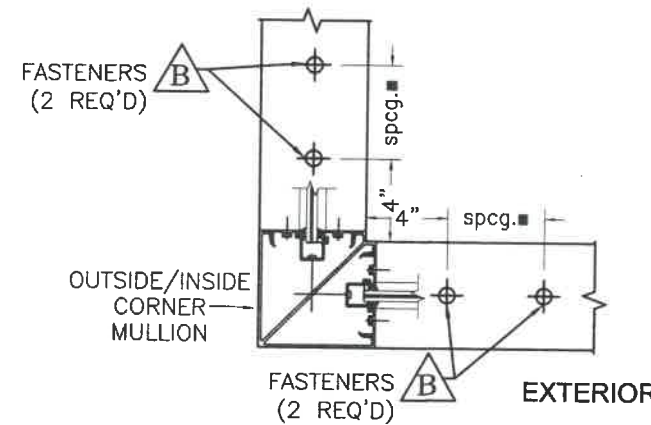 FASTENERS
(2 REQ'D)
B
spcg.■
4"
4"
spcg.■
OUTSIDE/INSIDE
CORNER
MULLION
FASTENERS
(2 REQ'D)
B
EXTERIOR